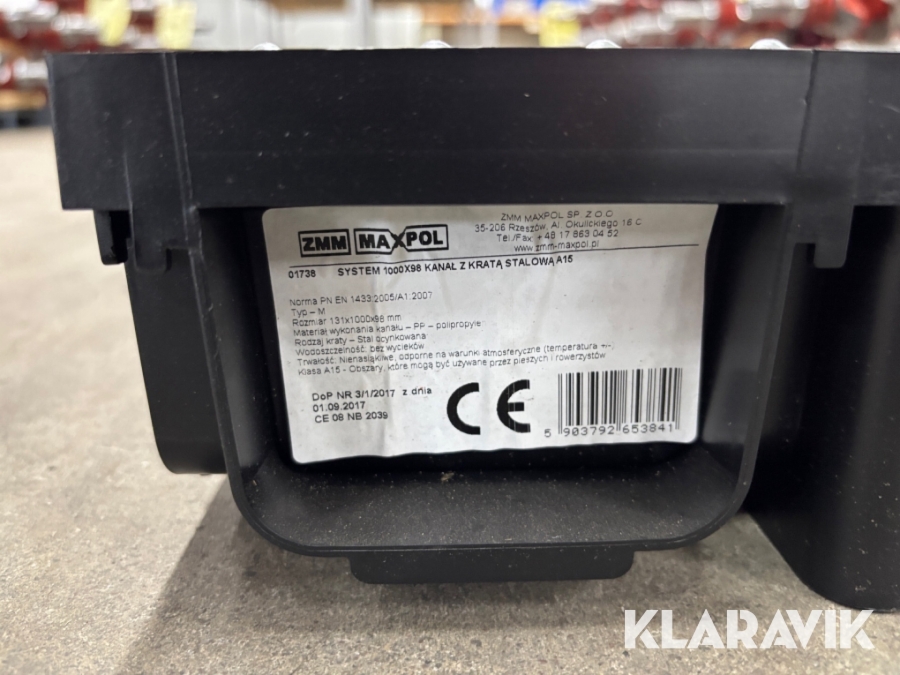 ZMM MAXPOL
ZMM MAXPOL SP. Z O.O.
35-206 Rzeszów, Al. Okulickiego 16 C
Tel./Fax: + 48 17 863 04 52
www.zmm-maxpol.pl
01738 SYSTEM 1000X98 KANAŁ Z KRATĄ STALOWĄ A15
Norma PN EN 1433:2005/A1:2007
Typ – M
Rozmiar 131x1000x98 mm
Materiał wykonania kanału – PP – polipropyle
Rodzaj kraty – Stal ocynkowana
Wodoszczelność: bez wycieków
Trwałość: Nienasiąkliwe, odporne na warunki atmosferyczne (temperatura +/-,
Klasa A15 - Obszary, które mogą być używane przez pieszych i rowerzystów
DoP NR 3/1/2017 z dnia
01.09.2017
CE 08 NB 2039
CE
5 903792 653841
KLARAVIK